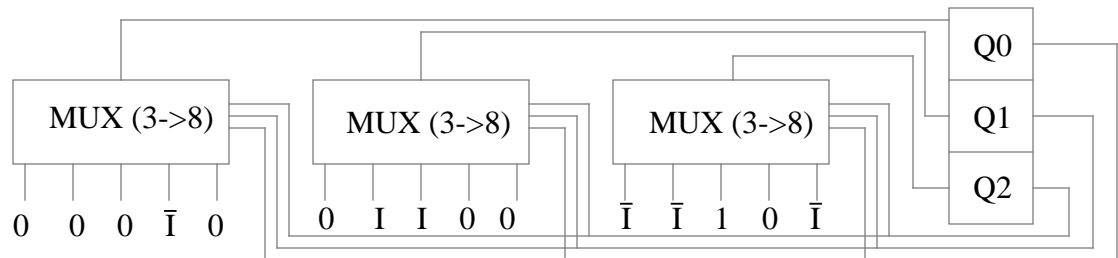 Q0
MUX (3->8) MUX (3->8) MUX (3->8) Q1
Q2
0 0 0 Ī 0 0 I I 0 0 Ī Ī 1 0 Ī